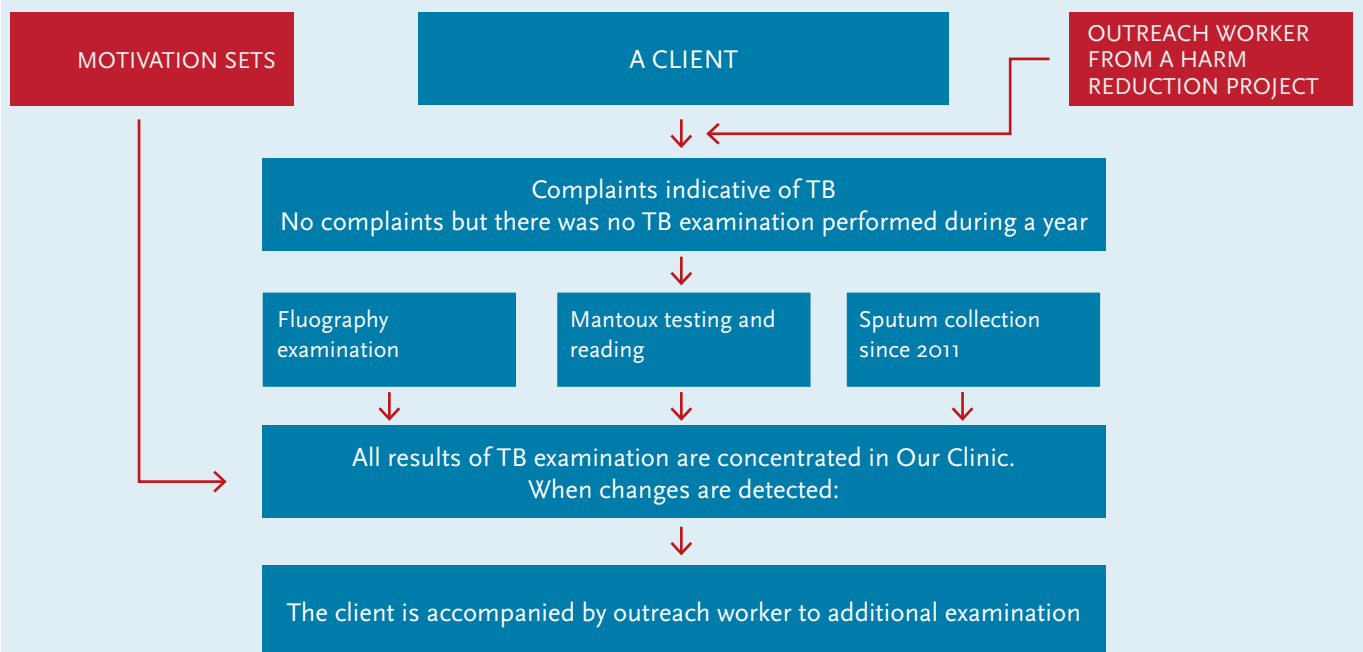 MOTIVATION SETS
A CLIENT
OUTREACH WORKER
FROM A HARM
REDUCTION PROJECT
Complaints indicative of TB
No complaints but there was no TB examination performed during a year
Fluography
examination
Mantoux testing and
reading
Sputum collection
since 2011
All results of TB examination are concentrated in Our Clinic.
When changes are detected:
The client is accompanied by outreach worker to additional examination